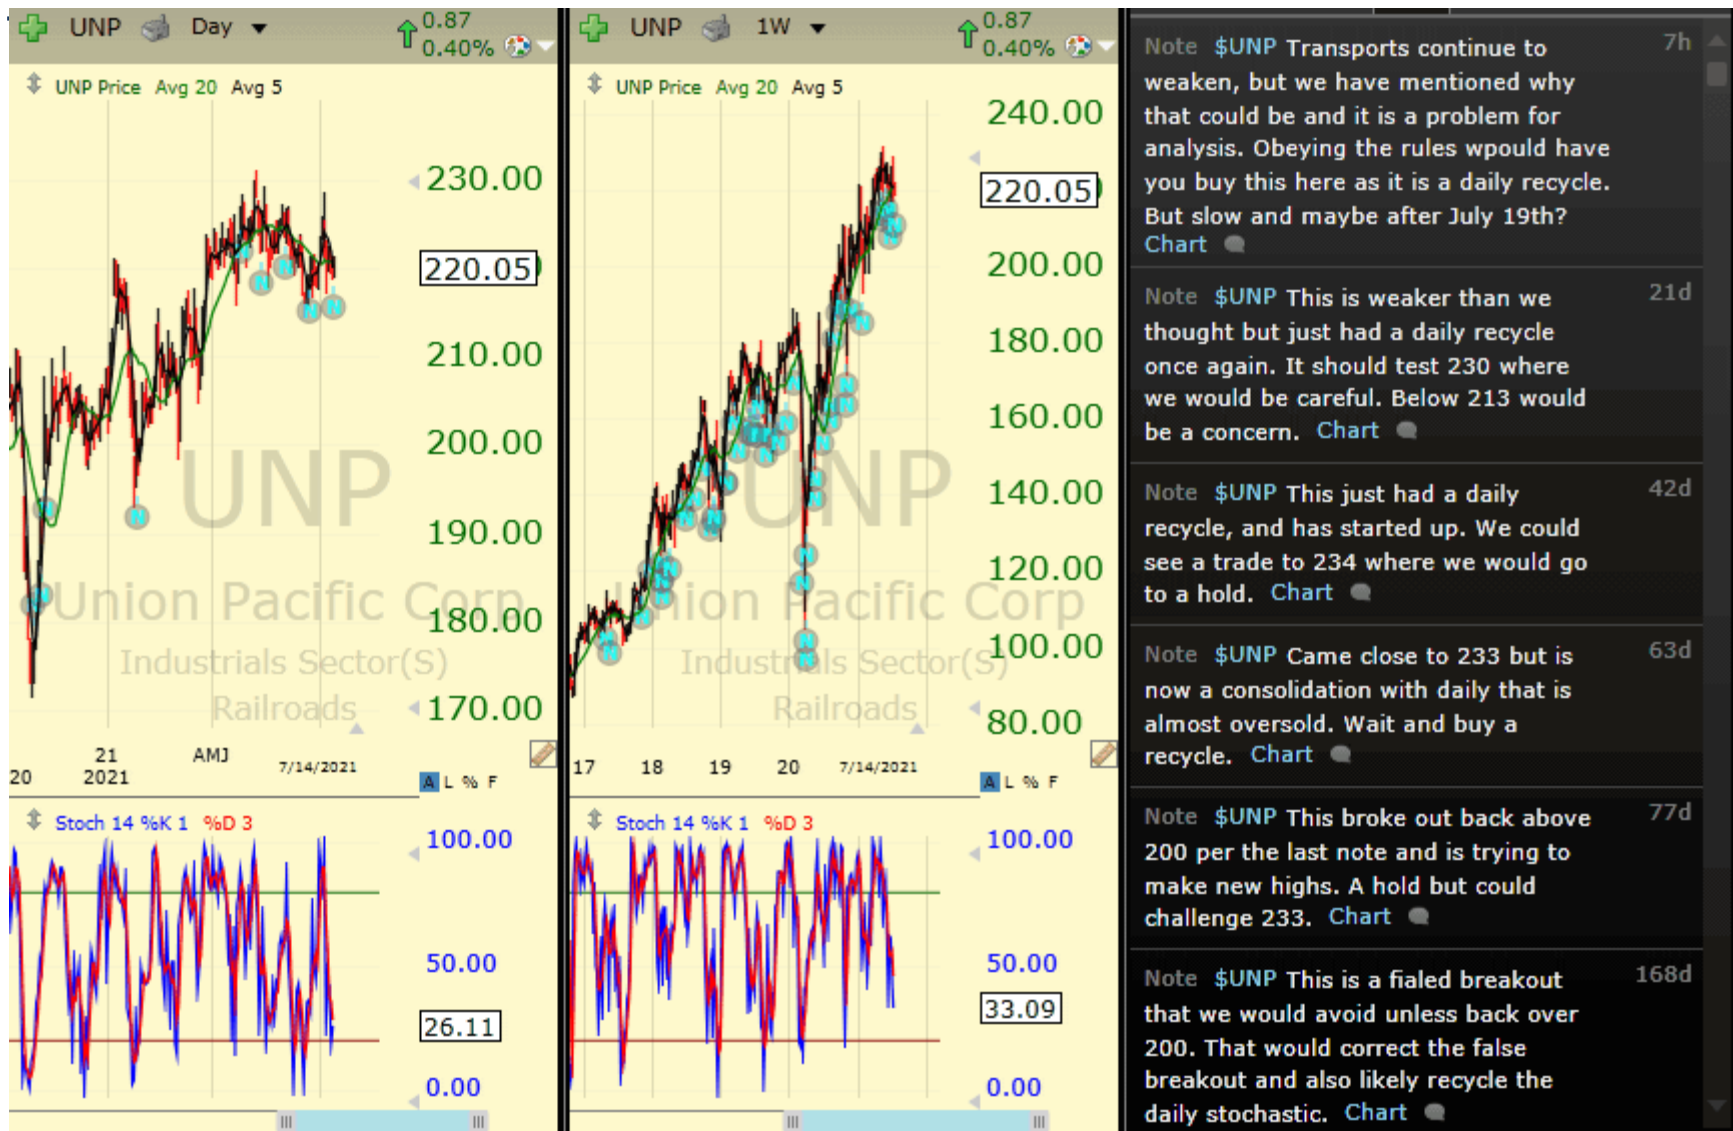 UNP Day 0.87
0.40%
UNP Price Avg 20 Avg 5
230.00
220.05
210.00
200.00
190.00
180.00
170.00
UNP
Union Pacific Corp
Industrials Sector(S)
Railroads
20 21 AMJ 7/14/2021
2021
A L % F
Stoch 14 %K 1 %D 3
100.00
50.00
26.11
0.00
UNP 1W 0.87
0.40%
UNP Price Avg 20 Avg 5
240.00
220.05
200.00
180.00
160.00
140.00
120.00
100.00
80.00
UNP
Union Pacific Corp
Industrials Sector(S)
Railroads
17 18 19 20 7/14/2021
A L % F
Stoch 14 %K 1 %D 3
100.00
50.00
33.09
0.00
Note $UNP Transports continue to 7h
weaken, but we have mentioned why
that could be and it is a problem for
analysis. Obeying the rules wpould have
you buy this here as it is a daily recycle.
But slow and maybe after July 19th?
Chart
Note $UNP This is weaker than we 21d
thought but just had a daily recycle
once again. It should test 230 where
we would be careful. Below 213 would
be a concern. Chart
Note $UNP This just had a daily 42d
recycle, and has started up. We could
see a trade to 234 where we would go
to a hold. Chart
Note $UNP Came close to 233 but is 63d
now a consolidation with daily that is
almost oversold. Wait and buy a
recycle. Chart
Note $UNP This broke out back above 77d
200 per the last note and is trying to
make new highs. A hold but could
challenge 233. Chart
Note $UNP This is a fialed breakout 168d
that we would avoid unless back over
200. That would correct the false
breakout and also likely recycle the
daily stochastic. Chart